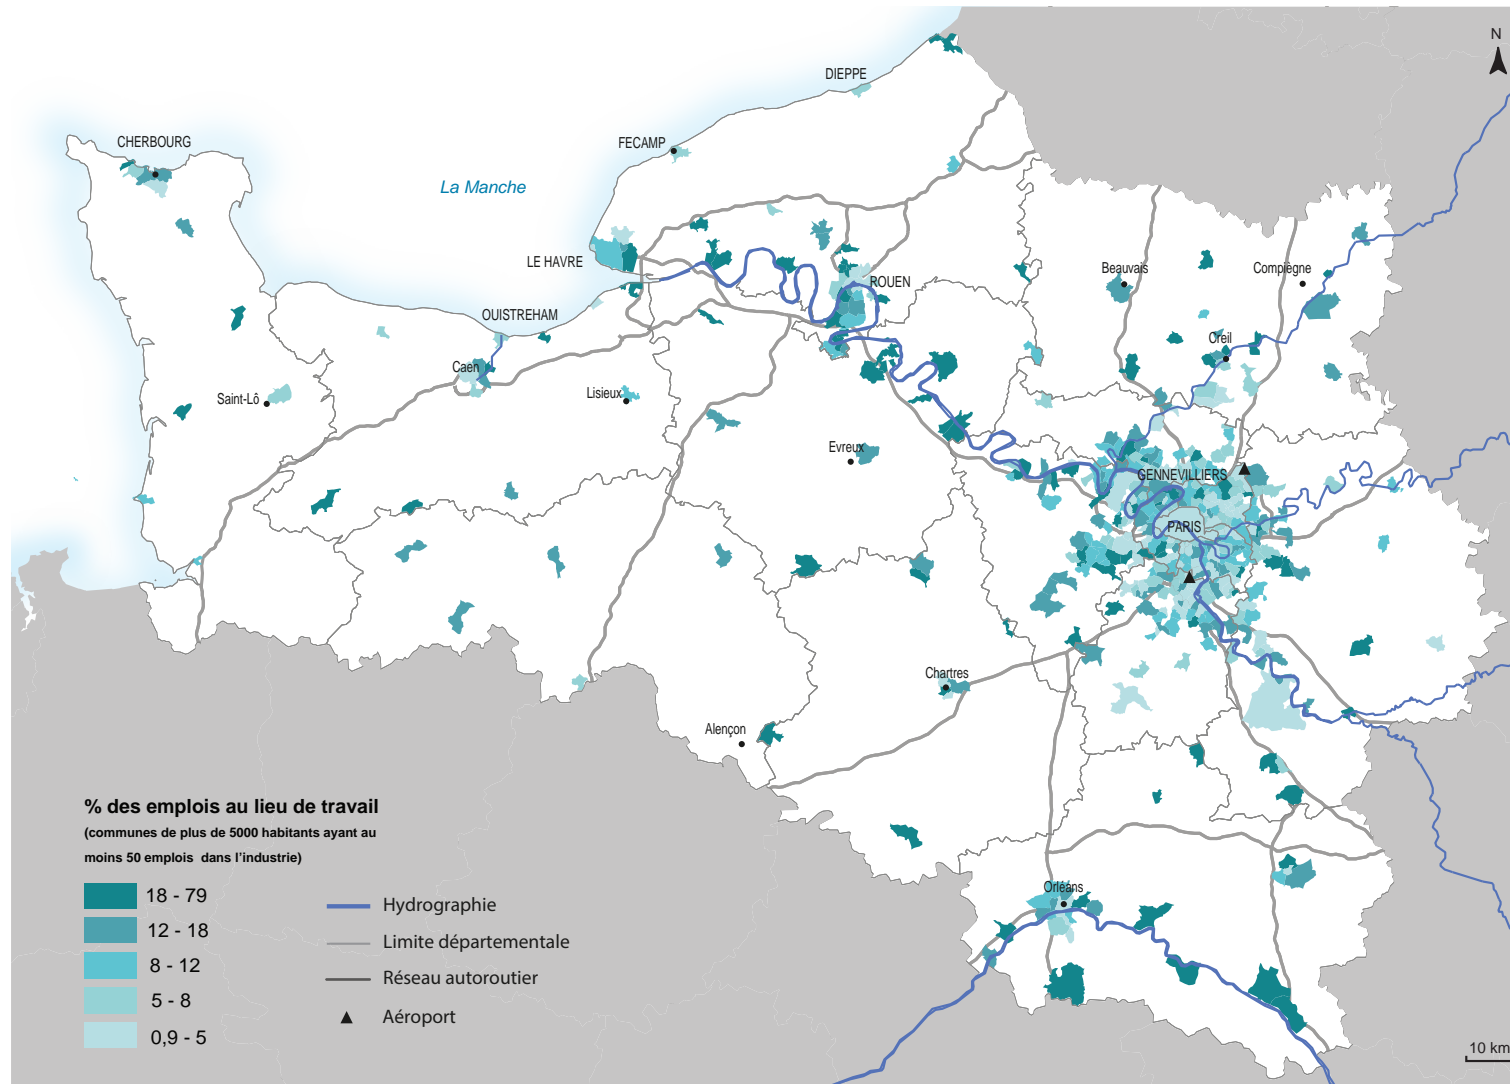 N
DIEPPE
CHERBOURG
FECAMP
La Manche
LE HAVRE
ROUEN
Beauvais
Compiègne
OUISTREHAM
Creil
Caen
Saint-Lô
Lisieux
Evreux
GENNEVILLIERS
PARIS
Chartres
Alençon
Orléans
% des emplois au lieu de travail
(communes de plus de 5000 habitants ayant au
moins 50 emplois dans l'industrie)
18 - 79
12 - 18
8 - 12
5 - 8
0,9 - 5
Hydrographie
Limite départementale
Réseau autoroutier
Aéroport
10 km